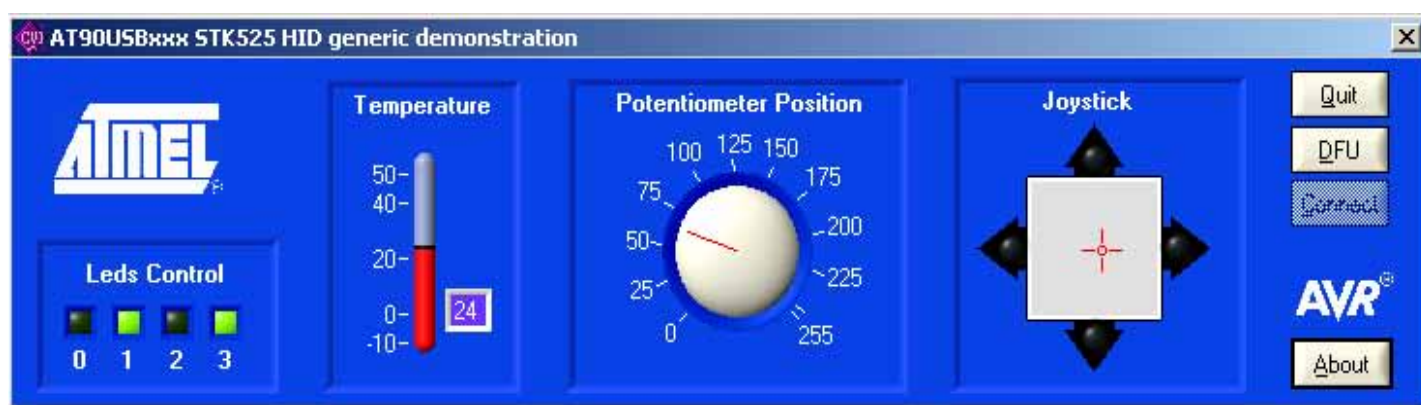 AT90USBxxx STK525 HID generic demonstration
ATMEL®
Leds Control
0 1 2 3
Temperature
50
40
20
0
-10
24
Potentiometer Position
0
25
50
75
100
125
150
175
200
225
255
Joystick
Quit
DFU
Connect
AVR®
About